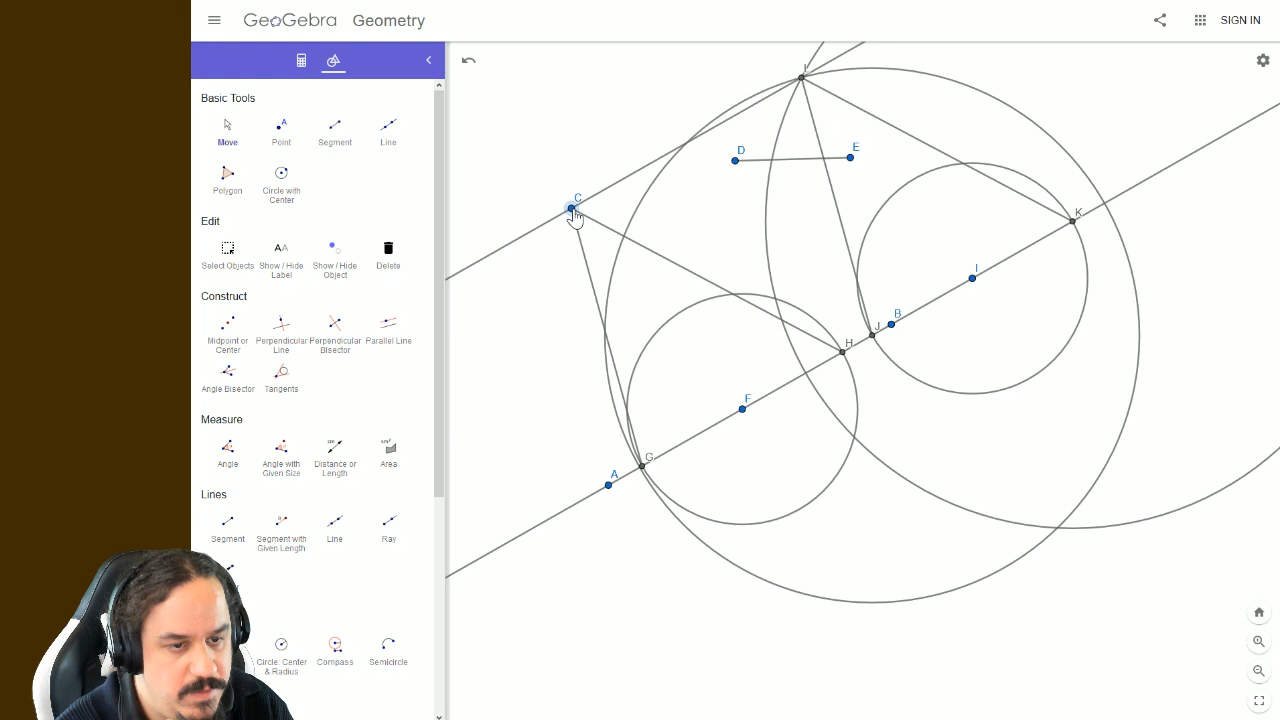 GeoGebra Geometry
SIGN IN
Basic Tools
Move Point Segment Line
Polygon Circle with Center
Edit
Select Objects Show / Hide Label Show / Hide Object Delete
Construct
Midpoint or Center Perpendicular Line Perpendicular Bisector Parallel Line
Angle Bisector Tangents
Measure
Angle Angle with Given Size Distance or Length Area
Lines
Segment Segment with Given Length Line Ray
Circle: Center & Radius Compass Semicircle
D
E
C
K
I
B
J
H
F
G
A